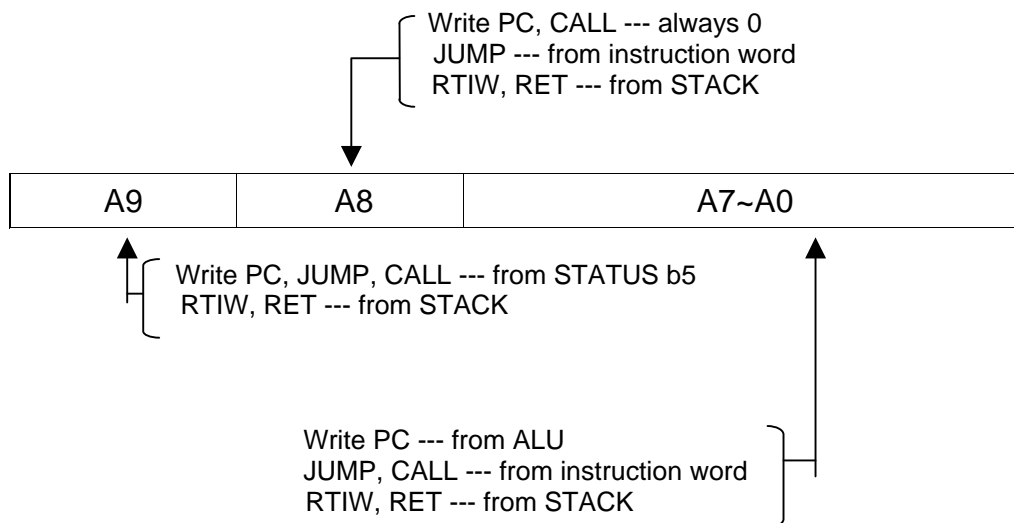 Write PC, CALL --- always 0
JUMP --- from instruction word
RTIW, RET --- from STACK
A9 A8 A7~A0
Write PC, JUMP, CALL --- from STATUS b5
RTIW, RET --- from STACK
Write PC --- from ALU
JUMP, CALL --- from instruction word
RTIW, RET --- from STACK